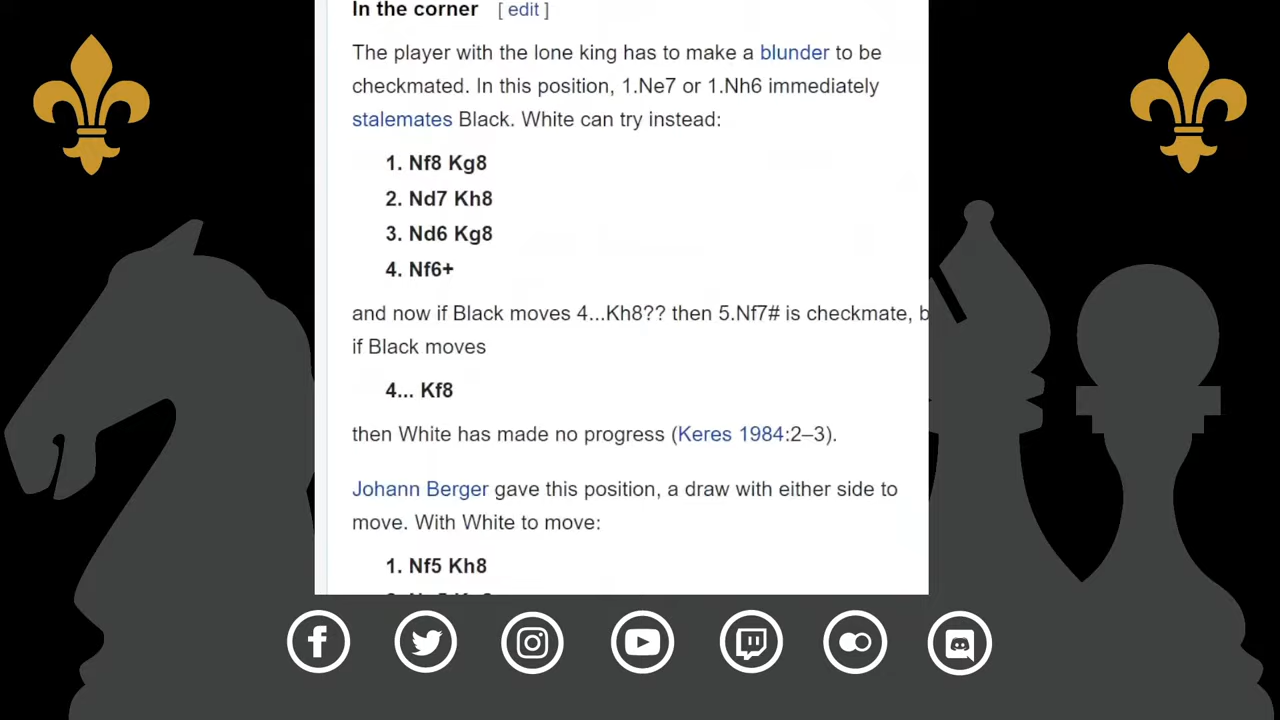 In the corner [ edit ]
The player with the lone king has to make a blunder to be
checkmated. In this position, 1.Ne7 or 1.Nh6 immediately
stalemates Black. White can try instead:
1. Nf8 Kg8
2. Nd7 Kh8
3. Nd6 Kg8
4. Nf6+
and now if Black moves 4...Kh8?? then 5.Nf7# is checkmate, b
if Black moves
4... Kf8
then White has made no progress (Keres 1984:2–3).
Johann Berger gave this position, a draw with either side to
move. With White to move:
1. Nf5 Kh8